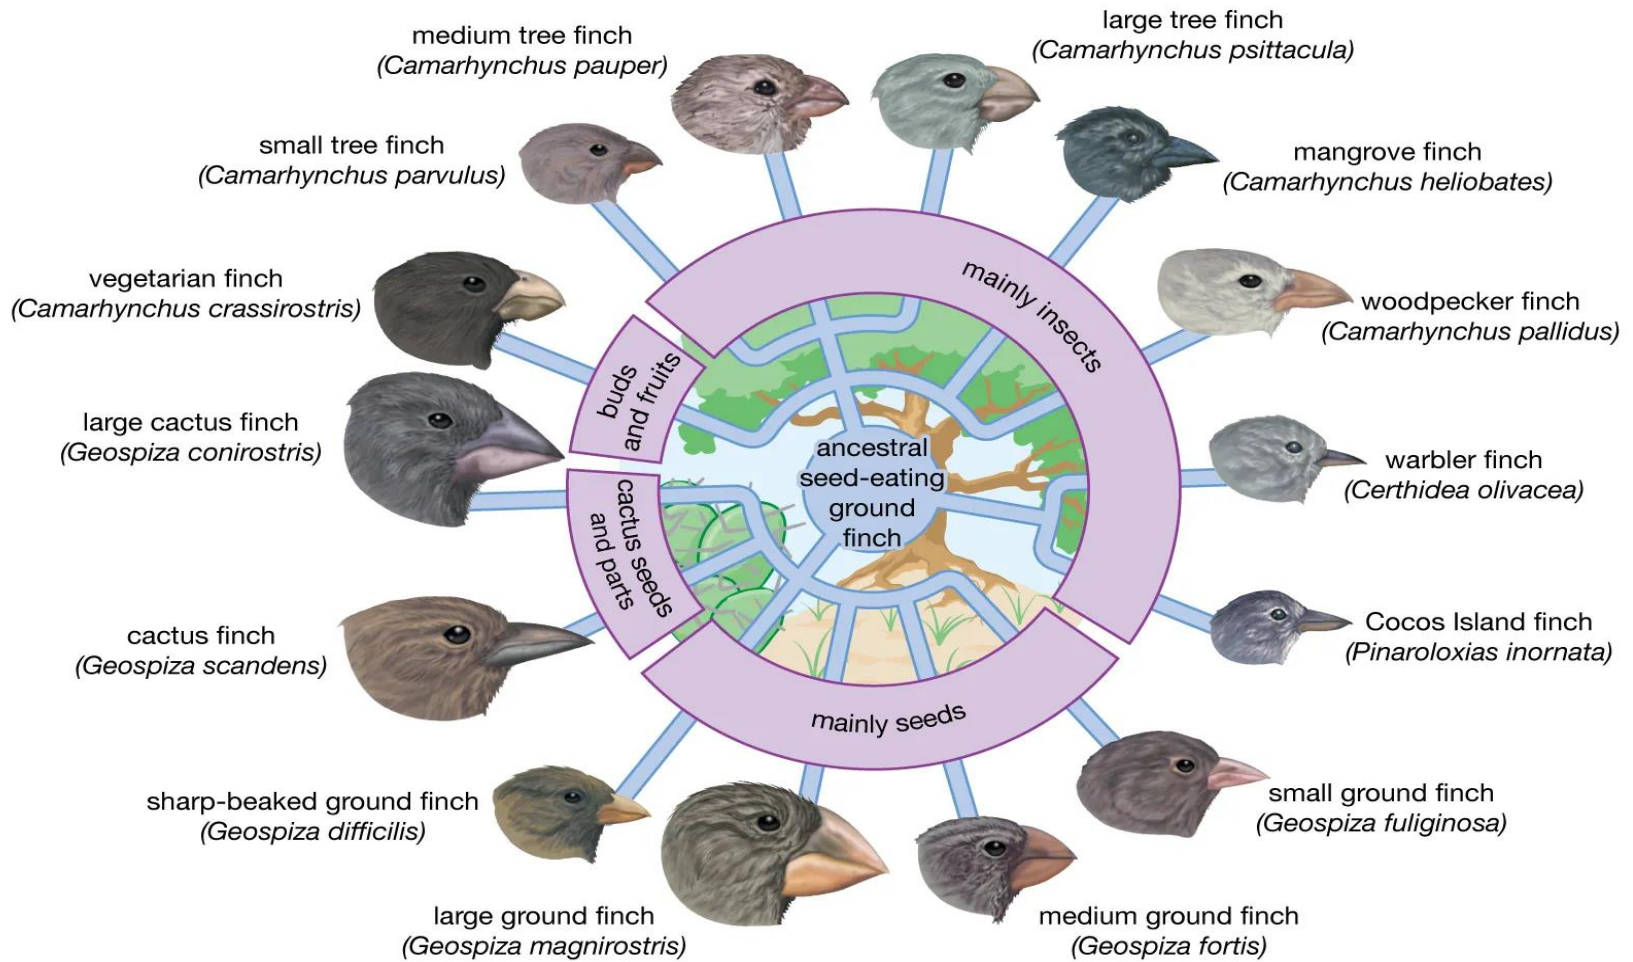 large tree finch
(Camarhynchus psittacula)
medium tree finch
(Camarhynchus pauper)
small tree finch
(Camarhynchus parvulus)
mangrove finch
(Camarhynchus heliobates)
vegetarian finch
(Camarhynchus crassirostris)
woodpecker finch
(Camarhynchus pallidus)
large cactus finch
(Geospiza conirostris)
warbler finch
(Certhidea olivacea)
cactus finch
(Geospiza scandens)
Cocos Island finch
(Pinaroloxias inornata)
sharp-beaked ground finch
(Geospiza difficilis)
small ground finch
(Geospiza fuliginosa)
large ground finch
(Geospiza magnirostris)
medium ground finch
(Geospiza fortis)
mainly insects
buds
and fruits
cactus seeds
and parts
mainly seeds
ancestral
seed-eating
ground
finch